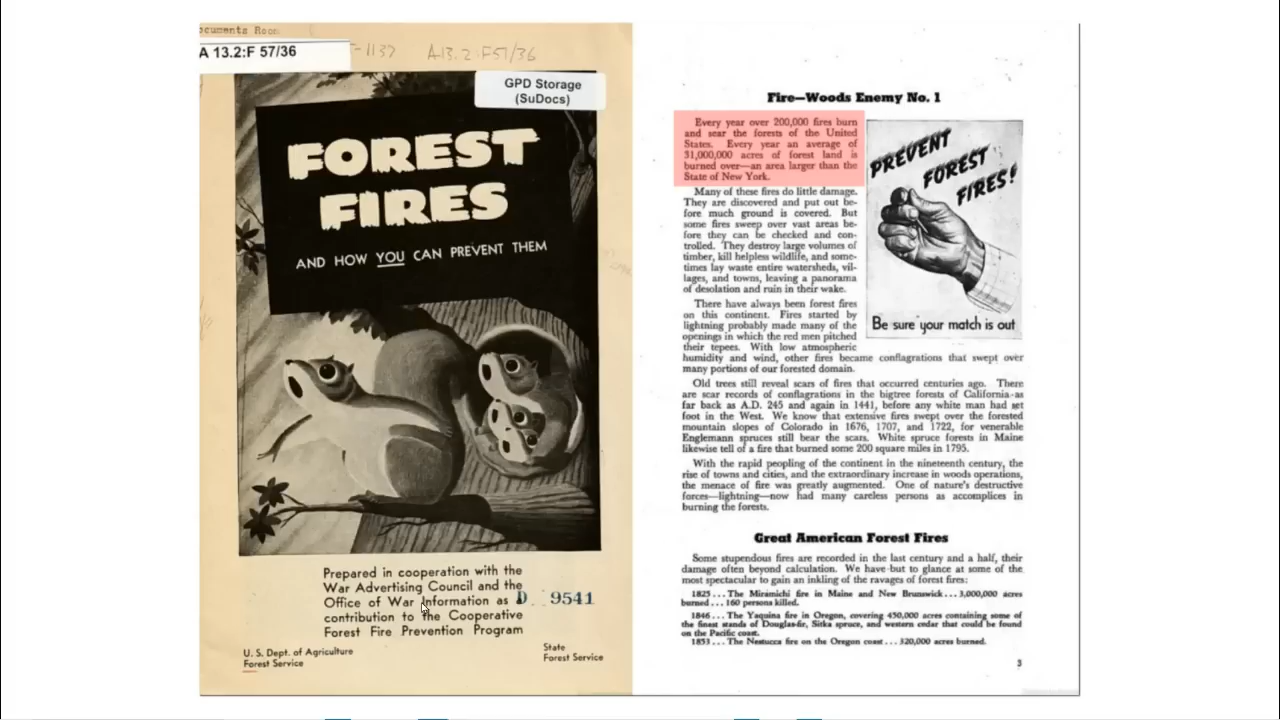 ocuments Room
A 13.2:F 57/36
-1137
A13.2:F57/36
GPD Storage
(SuDocs)
FOREST
FIRES
AND HOW YOU CAN PREVENT THEM
Prepared in cooperation with the
War Advertising Council and the
Office of War Information as a
contribution to the Cooperative
Forest Fire Prevention Program
D 9541
U. S. Dept. of Agriculture
Forest Service
State
Forest Service
Fire—Woods Enemy No. 1
Every year over 200,000 fires burn
and sear the forests of the United
States. Every year an average of
31,000,000 acres of forest land is
burned over—an area larger than the
State of New York.
Many of these fires do little damage.
They are discovered and put out be-
fore much ground is covered. But
some fires sweep over vast areas be-
fore they can be checked and con-
trolled. They destroy large volumes of
timber, kill helpless wildlife, and some-
times lay waste entire watersheds, vil-
lages, and towns, leaving a panorama
of desolation and ruin in their wake.
There have always been forest fires
on this continent. Fires started by
lightning probably made many of the
openings in which the red men pitched
their tepees. With low atmospheric
humidity and wind, other fires became conflagrations that swept over
many portions of our forested domain.
PREVENT
FOREST
FIRES!
Be sure your match is out
Old trees still reveal scars of fires that occurred centuries ago. There
are scar records of conflagrations in the bigtree forests of California as
far back as A.D. 245 and again in 1441, before any white man had set
foot in the West. We know that extensive fires swept over the forested
mountain slopes of Colorado in 1676, 1707, and 1722, for venerable
Englemann spruces still bear the scars. White spruce forests in Maine
likewise tell of a fire that burned some 200 square miles in 1795.
With the rapid peopling of the continent in the nineteenth century, the
rise of towns and cities, and the extraordinary increase in woods operations,
the menace of fire was greatly augmented. One of nature's destructive
forces—lightning—now had many careless persons as accomplices in
burning the forests.
Great American Forest Fires
Some stupendous fires are recorded in the last century and a half, their
damage often beyond calculation. We have but to glance at some of the
most spectacular to gain an inkling of the ravages of forest fires:
1825 . . . The Miramichi fire in Maine and New Brunswick . . . 3,000,000 acres
burned . . . 160 persons killed.
1846 . . . The Yaquina fire in Oregon, covering 450,000 acres containing some of
the finest stands of Douglas-fir, Sitka spruce, and western cedar that could be found
on the Pacific coast.
1853 . . . The Nestucca fire on the Oregon coast . . . 320,000 acres burned.
3